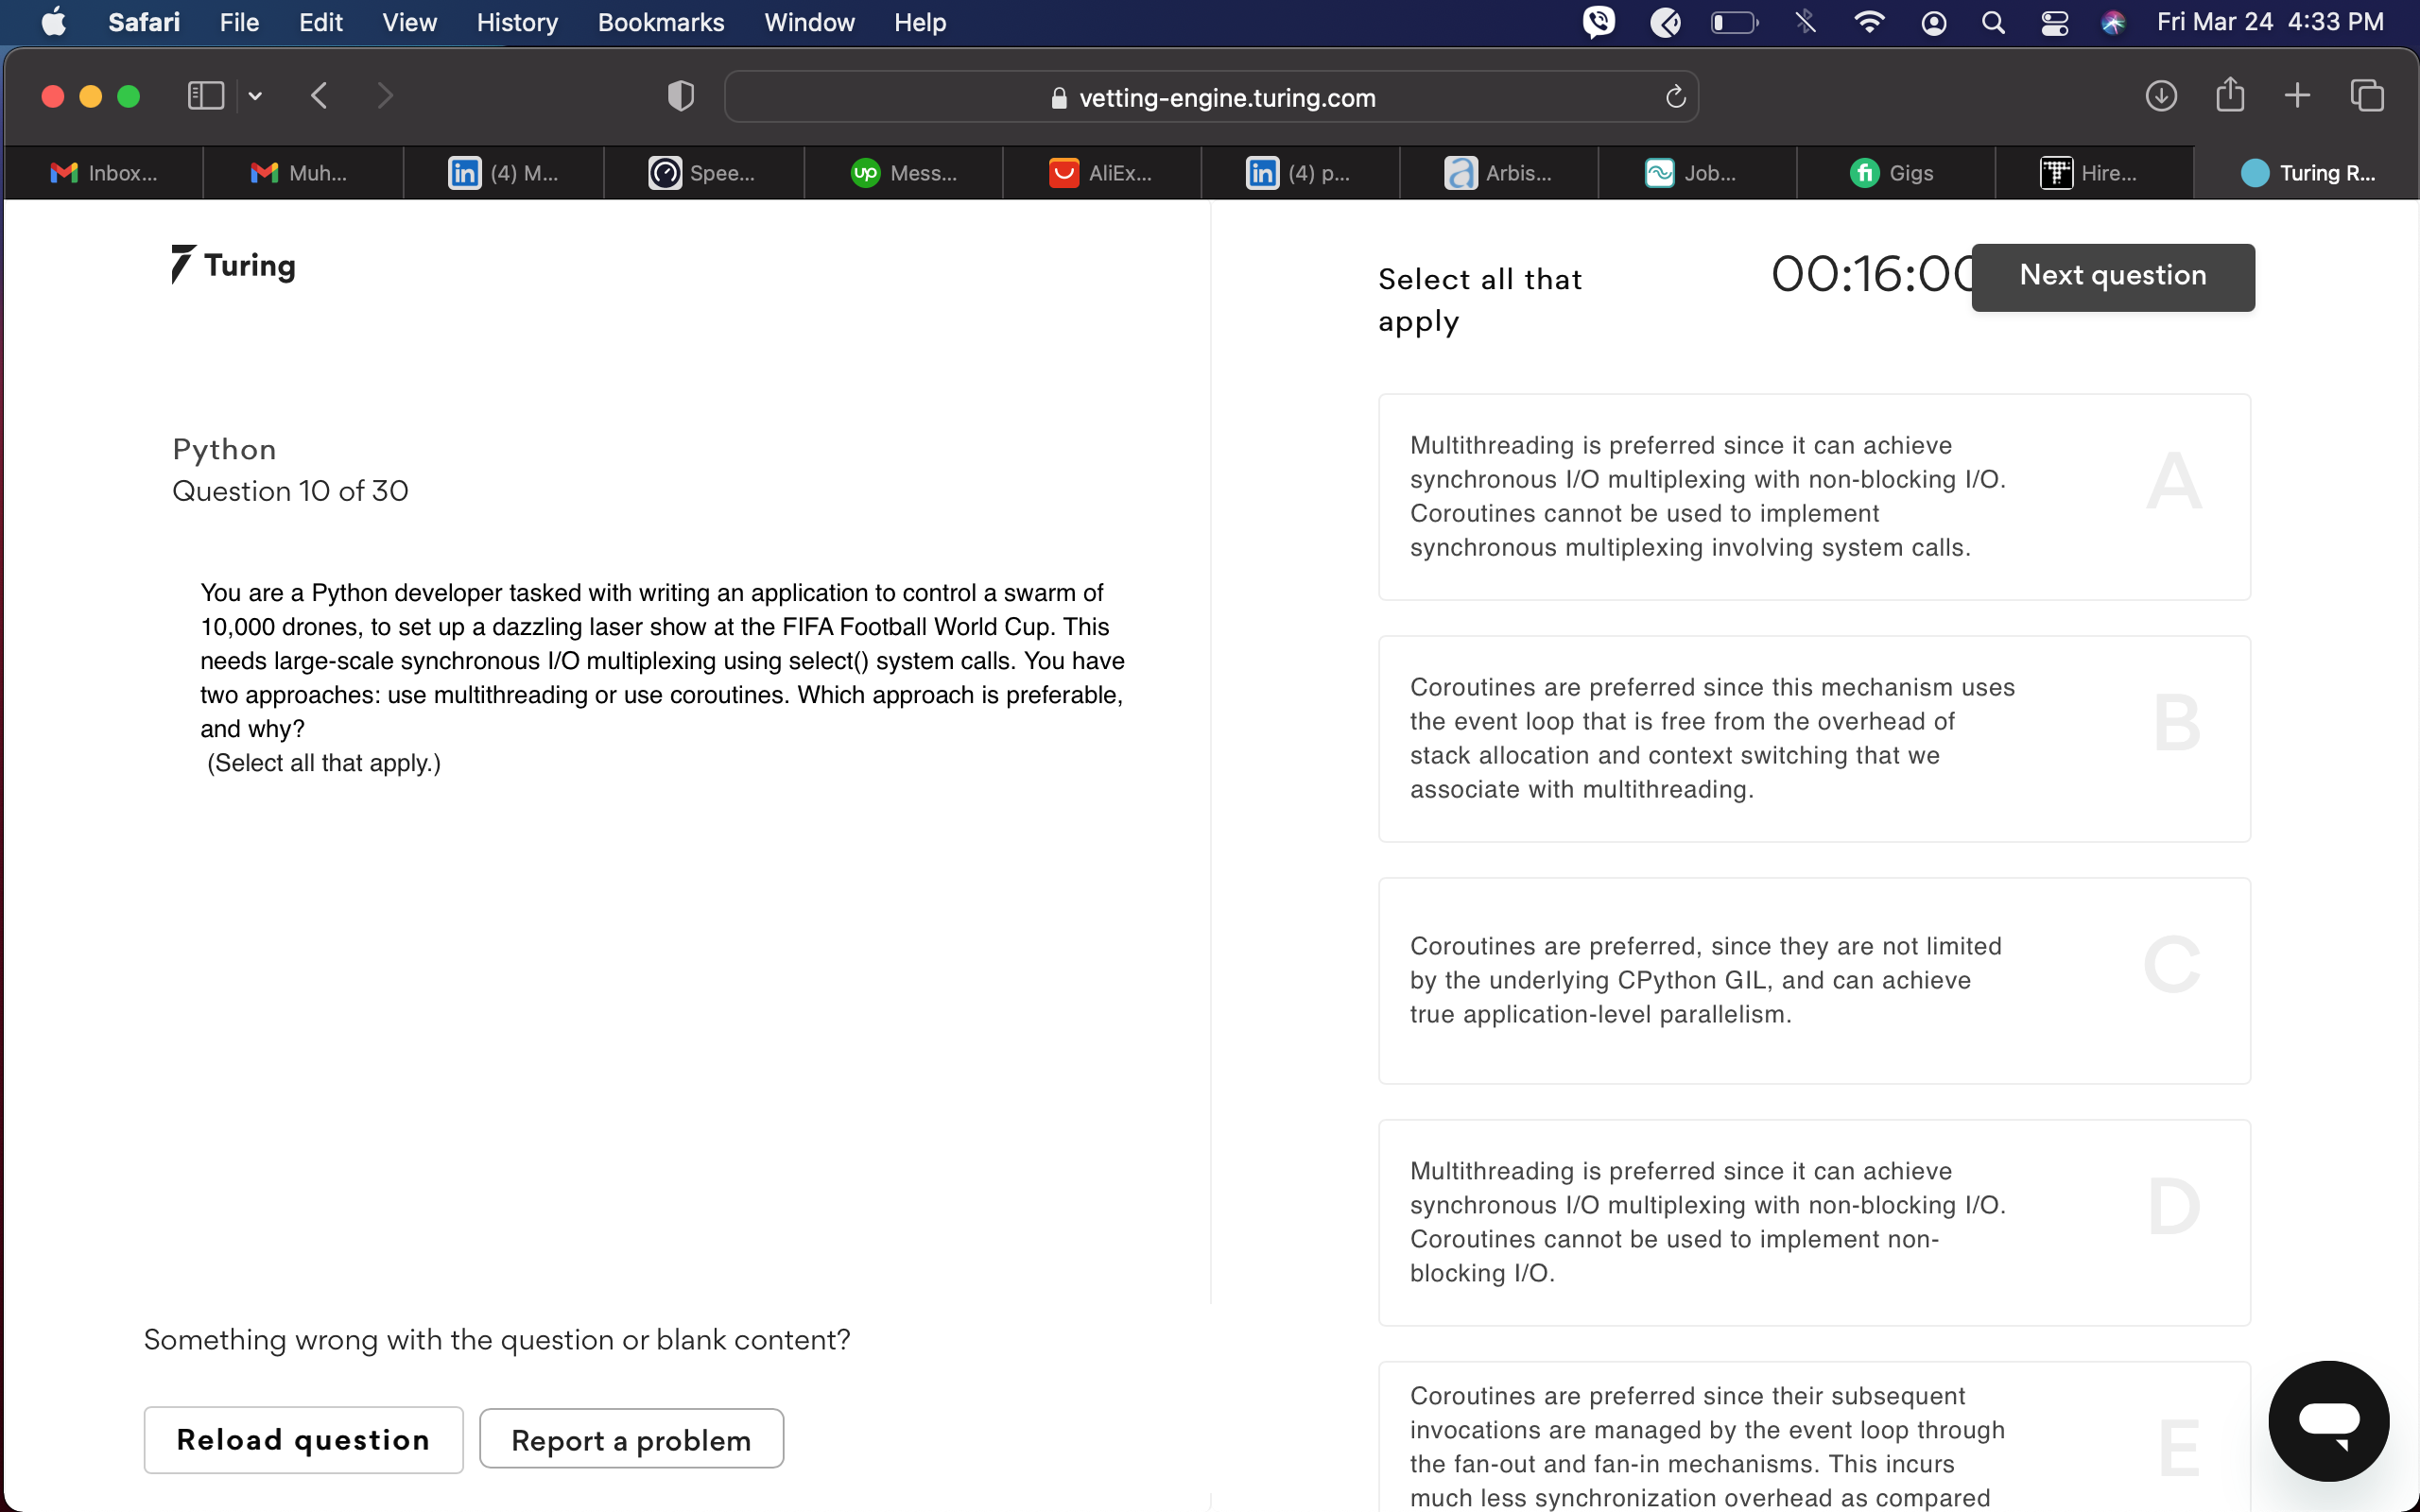 Safari File Edit View History Bookmarks Window Help Fri Mar 24 4:33 PM
vetting-engine.turing.com
Inbox... Muh... (4) M... Spee... Mess... AliEx... (4) p... Arbis... Job... Gigs Hire... Turing R...
Turing
Python
Question 10 of 30
You are a Python developer tasked with writing an application to control a swarm of
10,000 drones, to set up a dazzling laser show at the FIFA Football World Cup. This
needs large-scale synchronous I/O multiplexing using select() system calls. You have
two approaches: use multithreading or use coroutines. Which approach is preferable,
and why?
(Select all that apply.)
Something wrong with the question or blank content?
Reload question Report a problem
Select all that
apply
00:16:00
Next question
Multithreading is preferred since it can achieve
synchronous I/O multiplexing with non-blocking I/O.
Coroutines cannot be used to implement
synchronous multiplexing involving system calls.
A
Coroutines are preferred since this mechanism uses
the event loop that is free from the overhead of
stack allocation and context switching that we
associate with multithreading.
B
Coroutines are preferred, since they are not limited
by the underlying CPython GIL, and can achieve
true application-level parallelism.
C
Multithreading is preferred since it can achieve
synchronous I/O multiplexing with non-blocking I/O.
Coroutines cannot be used to implement non-
blocking I/O.
D
Coroutines are preferred since their subsequent
invocations are managed by the event loop through
the fan-out and fan-in mechanisms. This incurs
much less synchronization overhead as compared
E